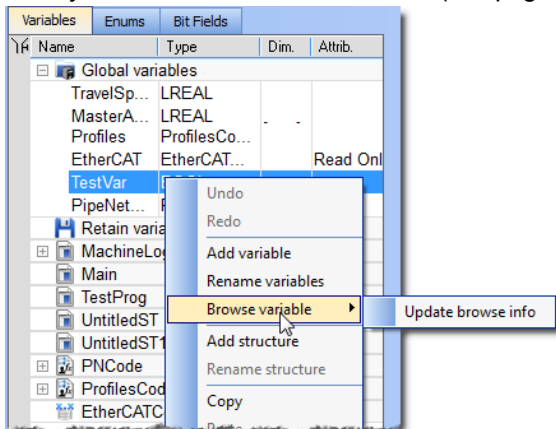 Variables Enums Bit Fields
Name Type Dim. Attrib.
Global variables
TravelSp... LREAL
MasterA... LREAL
Profiles ProfilesCo...
EtherCAT EtherCAT... Read Onl
TestVar
PipeNet...
Retain varia
MachineLo
Main
TestProg
UntitledST
UntitledST1
ProfilesCod
EtherCATC
Undo
Redo
Add variable
Rename variables
Browse variable
Update browse info
Add structure
Rename structure
Copy